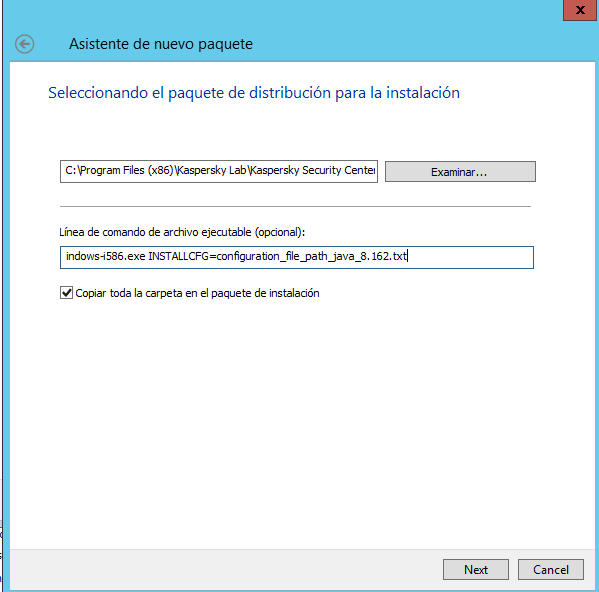 x
Asistente de nuevo paquete
Seleccionando el paquete de distribución para la instalación
C:\Program Files (x86)\Kaspersky Lab\Kaspersky Security Center
Examinar...
Línea de comando de archivo ejecutable (opcional):
indows-i586.exe INSTALLCFG=configuration_file_path_java_8.162.txt
Copiar toda la carpeta en el paquete de instalación
Next
Cancel